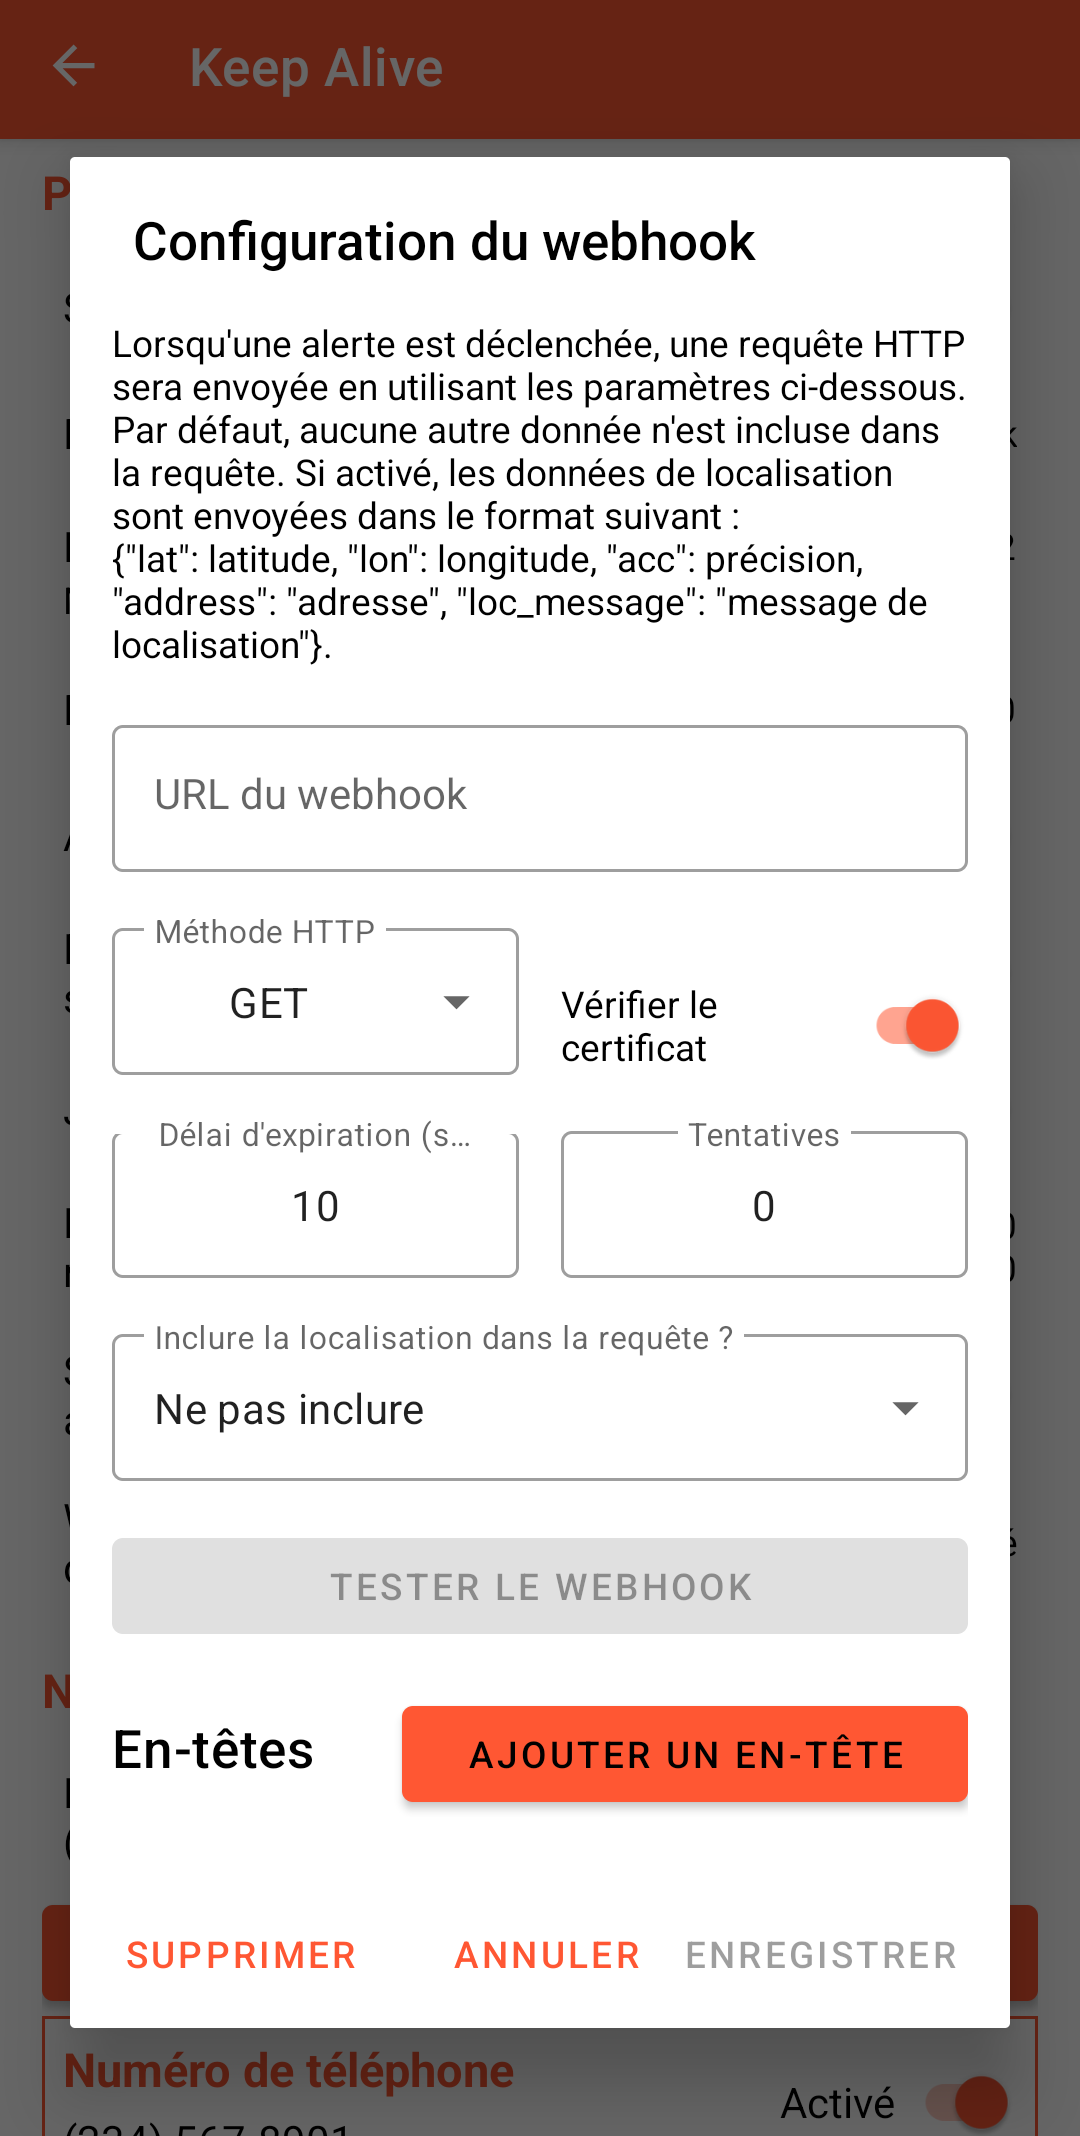 Keep Alive
Configuration du webhook
Lorsqu'une alerte est déclenchée, une requête HTTP
sera envoyée en utilisant les paramètres ci-dessous.
Par défaut, aucune autre donnée n'est incluse dans
la requête. Si activé, les données de localisation
sont envoyées dans le format suivant :
{"lat": latitude, "lon": longitude, "acc": précision,
"address": "adresse", "loc_message": "message de
localisation"}.
URL du webhook
Méthode HTTP
GET
Vérifier le
certificat
Délai d'expiration (s…
10
Tentatives
0
Inclure la localisation dans la requête ?
Ne pas inclure
TESTER LE WEBHOOK
En-têtes
AJOUTER UN EN-TÊTE
SUPPRIMER
ANNULER
ENREGISTRER
Numéro de téléphone
Activé